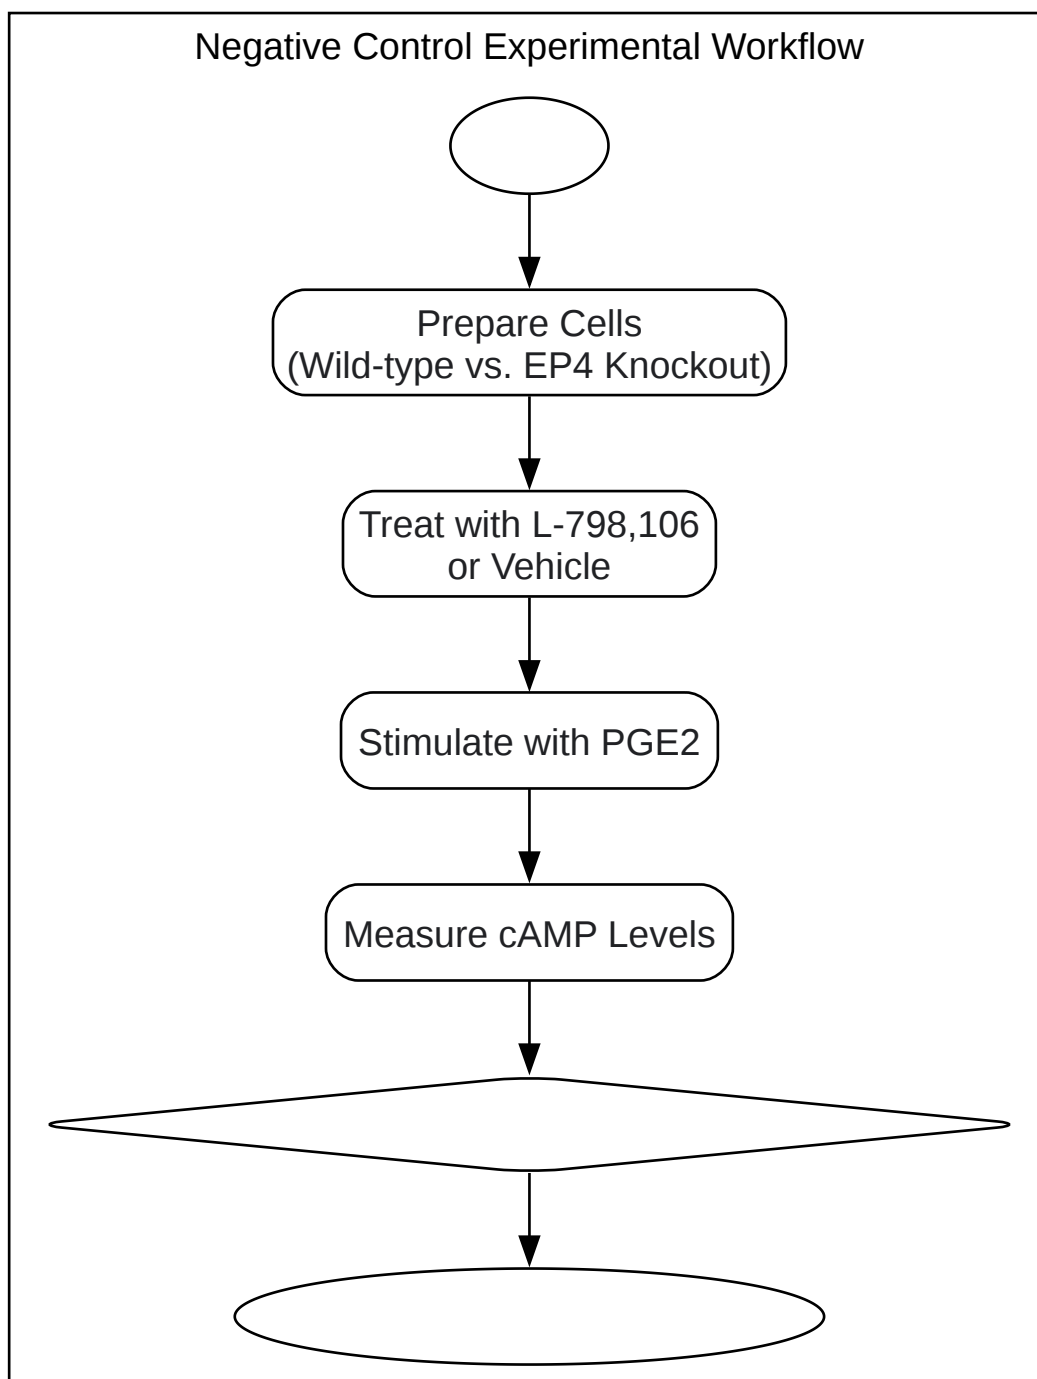 Negative Control Experimental Workflow
Prepare Cells
(Wild-type vs. EP4 Knockout)
Treat with L-798,106
or Vehicle
Stimulate with PGE2
Measure cAMP Levels